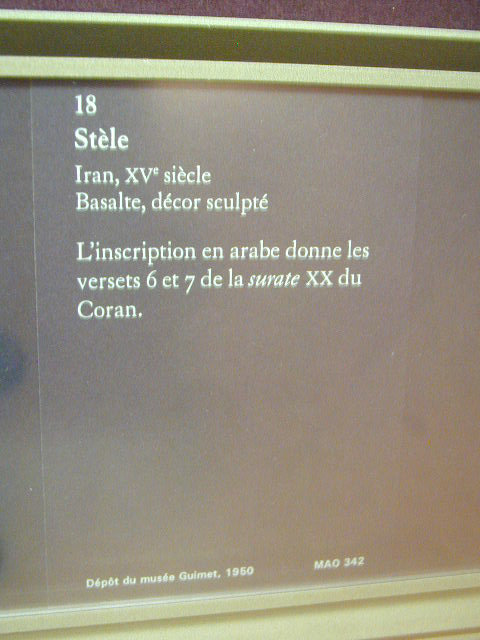 18
Stèle
Iran, XVe siècle
Basalte, décor sculpté
L'inscription en arabe donne les
versets 6 et 7 de la surate XX du
Coran.
Dépôt du musée Guimet, 1950 MAO 342